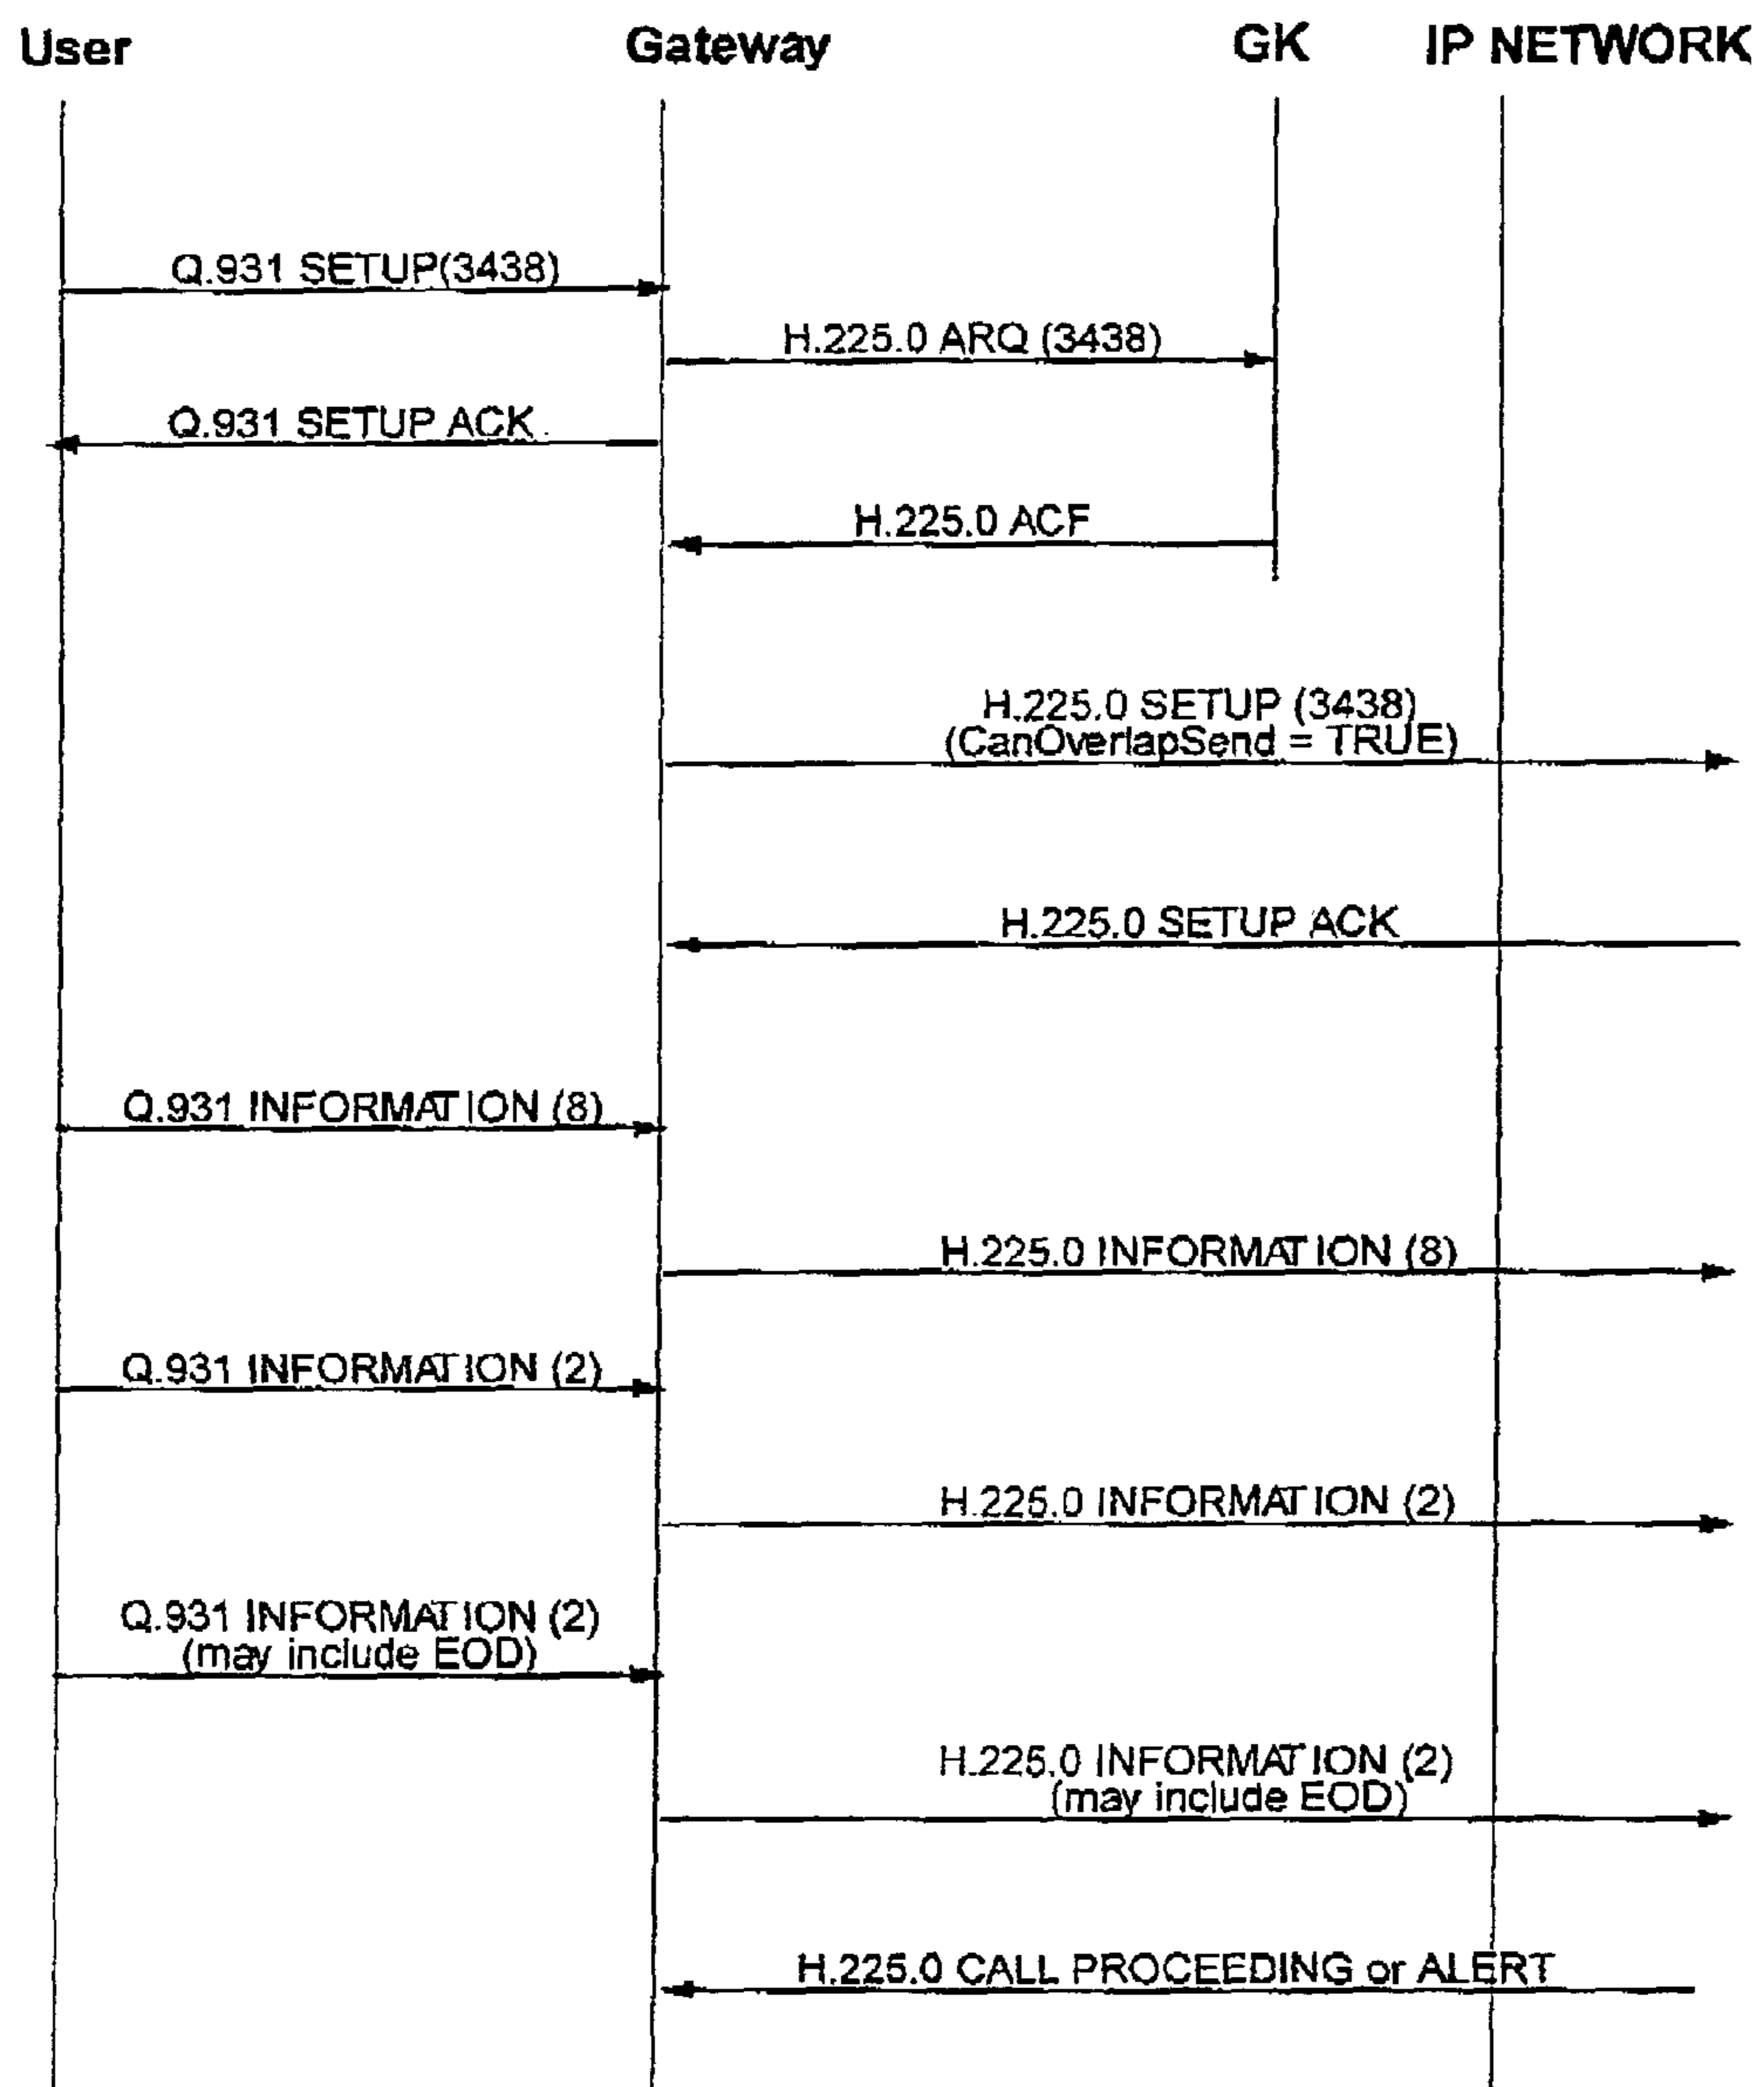 User Gateway GK IP NETWORK
Q.931 SETUP(3438)
H.225.0 ARQ (3438)
Q.931 SETUP ACK
H.225.0 ACF
H.225.0 SETUP (3438)
(CanOverlapSend = TRUE)
H.225.0 SETUP ACK
Q.931 INFORMATION (8)
H.225.0 INFORMATION (8)
Q.931 INFORMATION (2)
H.225.0 INFORMATION (2)
Q.931 INFORMATION (2)
(may include EOD)
H.225.0 INFORMATION (2)
(may include EOD)
H.225.0 CALL PROCEEDING or ALERT